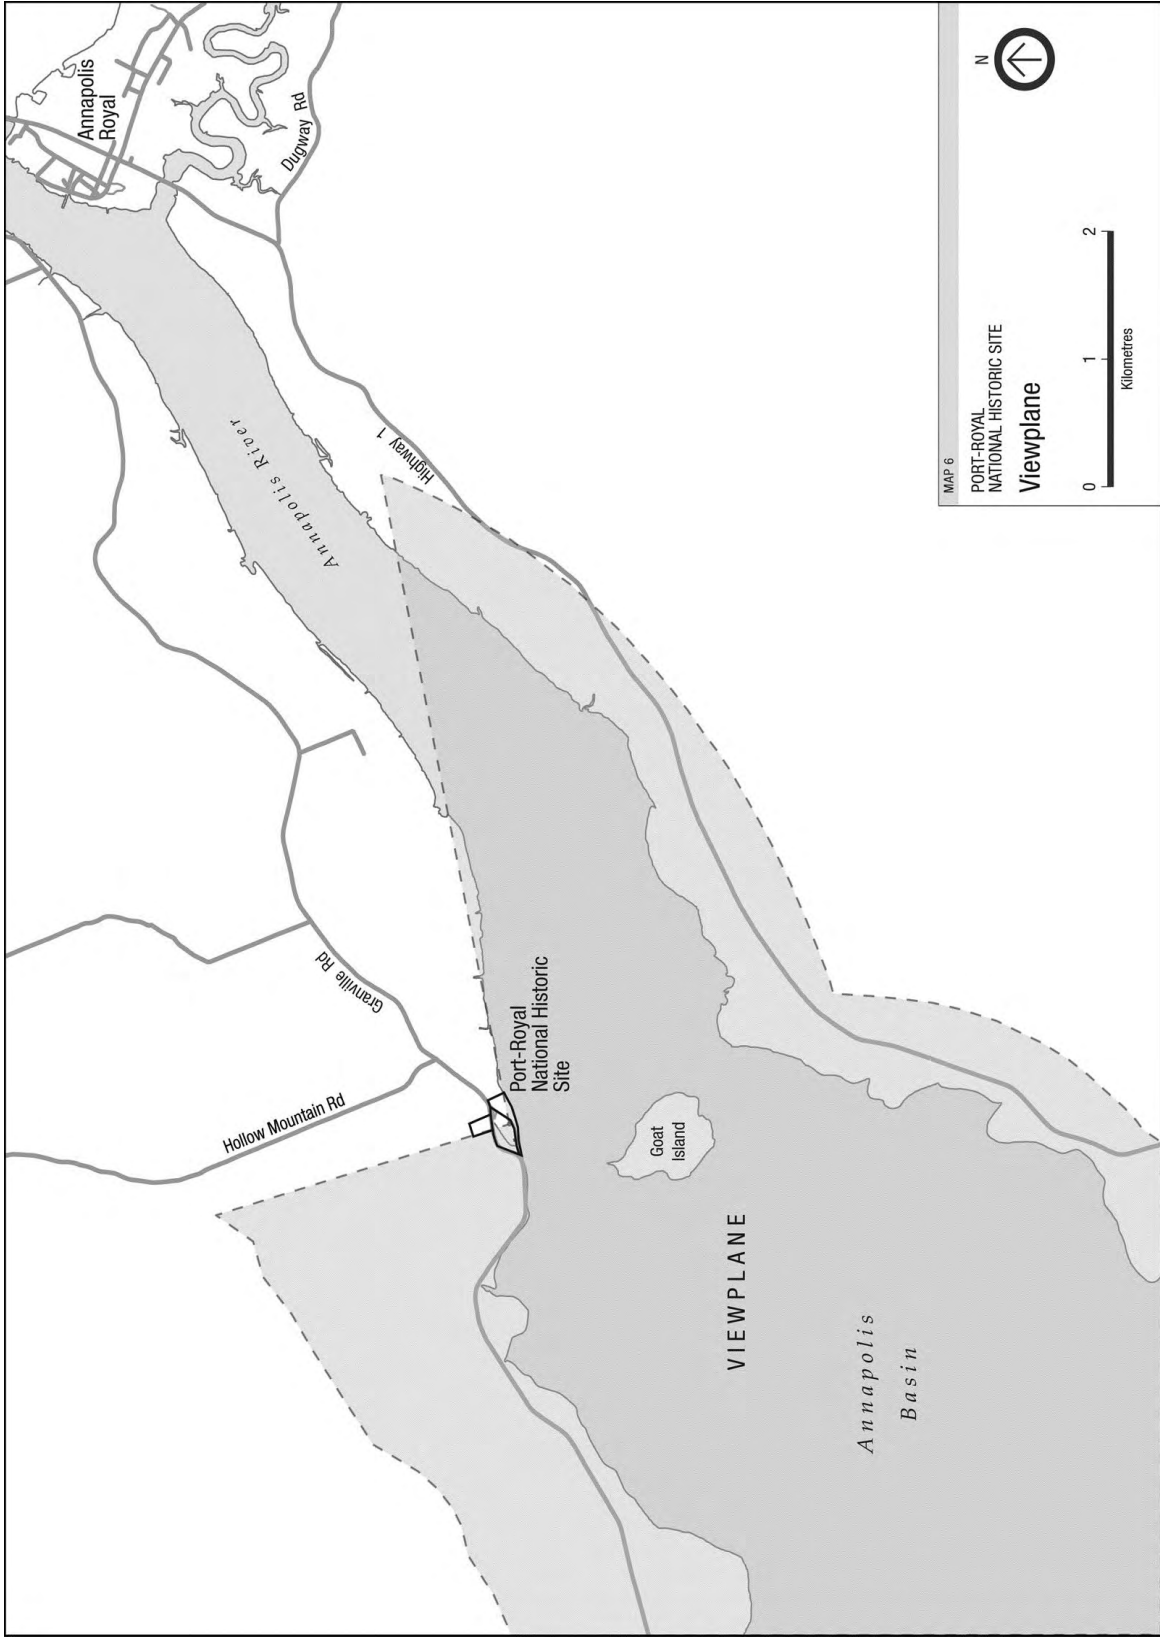 Annapolis
Royal
Dugway Rd
Annapolis River
Highway 1
Granville Rd
Hollow Mountain Rd
Port-Royal
National Historic
Site
Goat
Island
VIEWPLANE
Annapolis
Basin
MAP 6
PORT-ROYAL
NATIONAL HISTORIC SITE
Viewplane
N
0 1 2
Kilometres